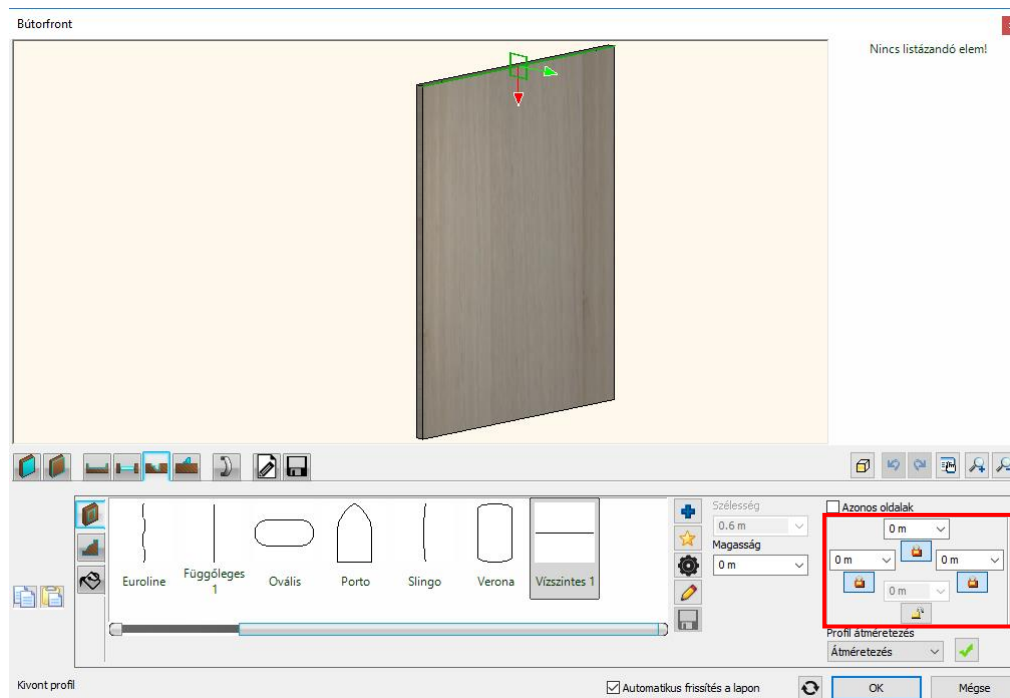 Bútorfront
Nincs listázandó elem!
Szélesség
0.6 m
Magasság
0 m
Azonos oldalak
0 m
0 m
0 m
0 m
Profil átméretezés
Átméretezés
Euroline
Függőleges
1
Ovális
Porto
Slingo
Verona
Vízszintes 1
Kivont profil
Automatikus frissítés a lapon
OK
Mégse